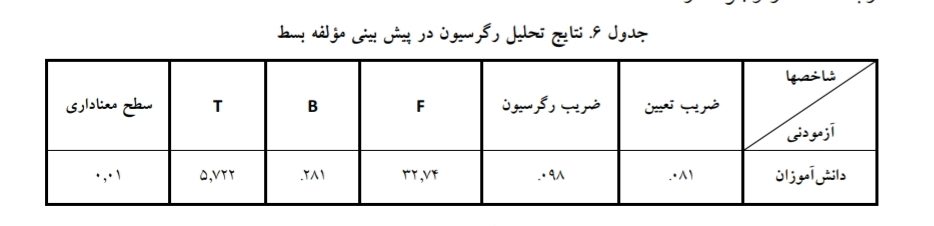 جدول ۶. نتایج تحلیل رگرسیون در پیش بینی مؤلفه بسط
شاخصها
آزمودنی
ضریب تعیین
ضریب رگرسیون
F
B
T
سطح معناداری
دانش‌آموزان
.۰۸۱
.۰۹۸
۳۲,۷۴
.۲۸۱
۵,۷۲۲
۰,۰۱